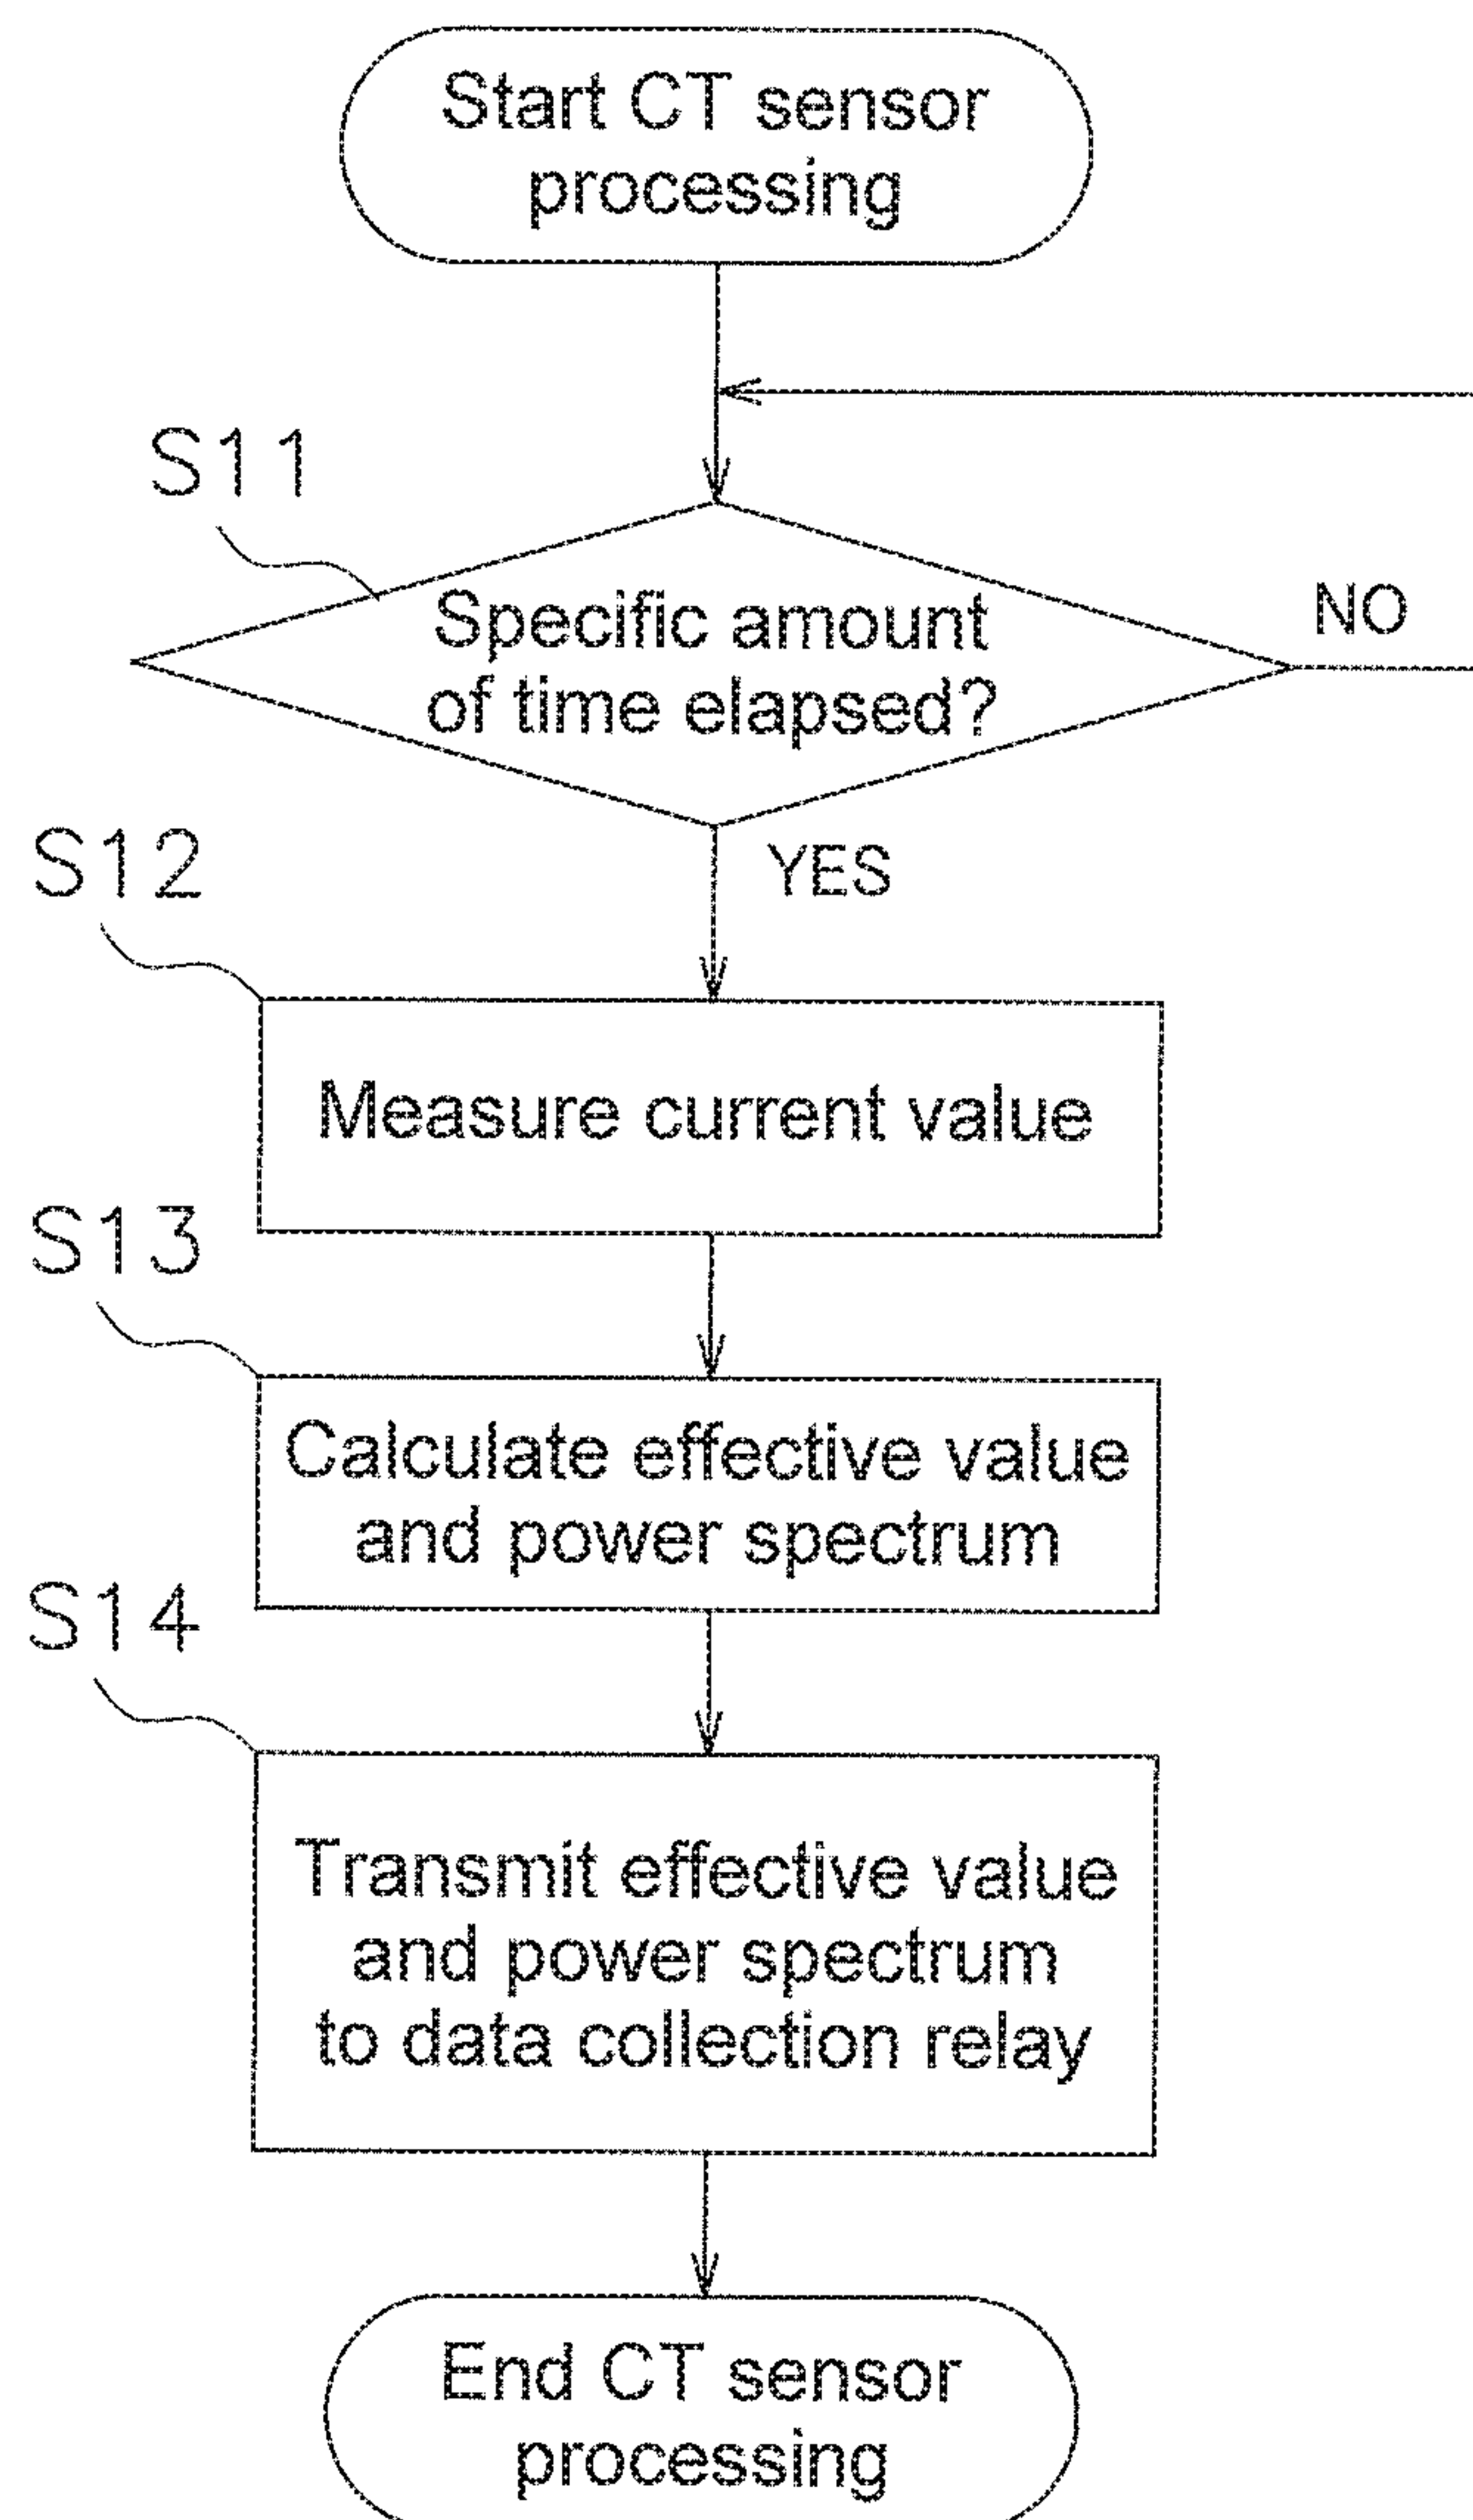 Start CT sensor
processing
S11
Specific amount
of time elapsed?
NO
YES
S12
Measure current value
S13
Calculate effective value
and power spectrum
S14
Transmit effective value
and power spectrum
to data collection relay
End CT sensor
processing